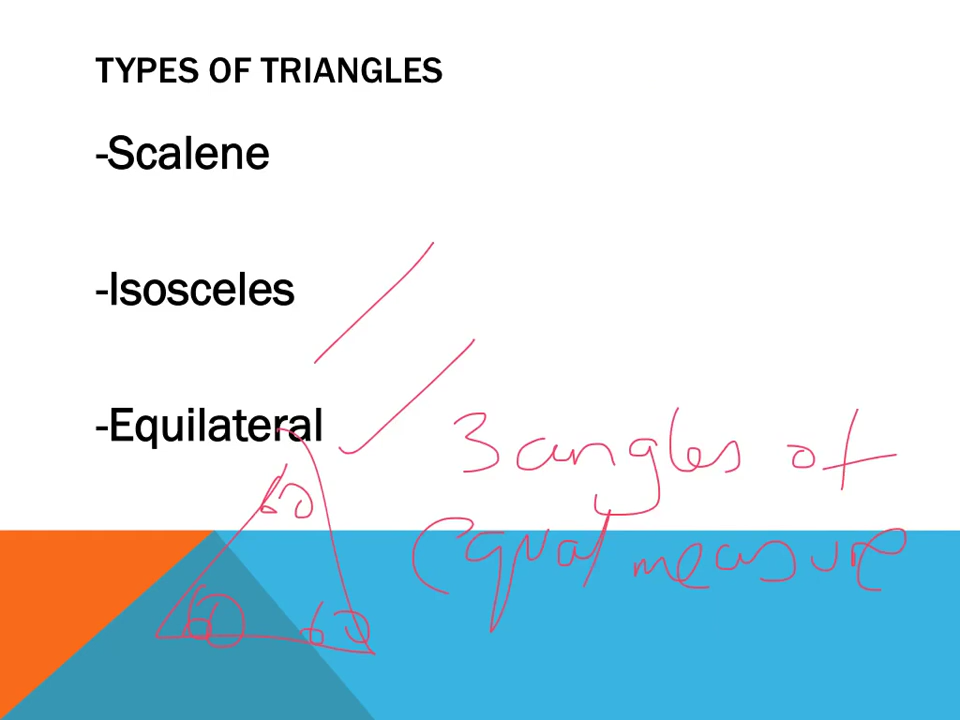 TYPES OF TRIANGLES
-Scalene
-Isosceles
-Equilateral
3 angles of
equal measure
60
60
60